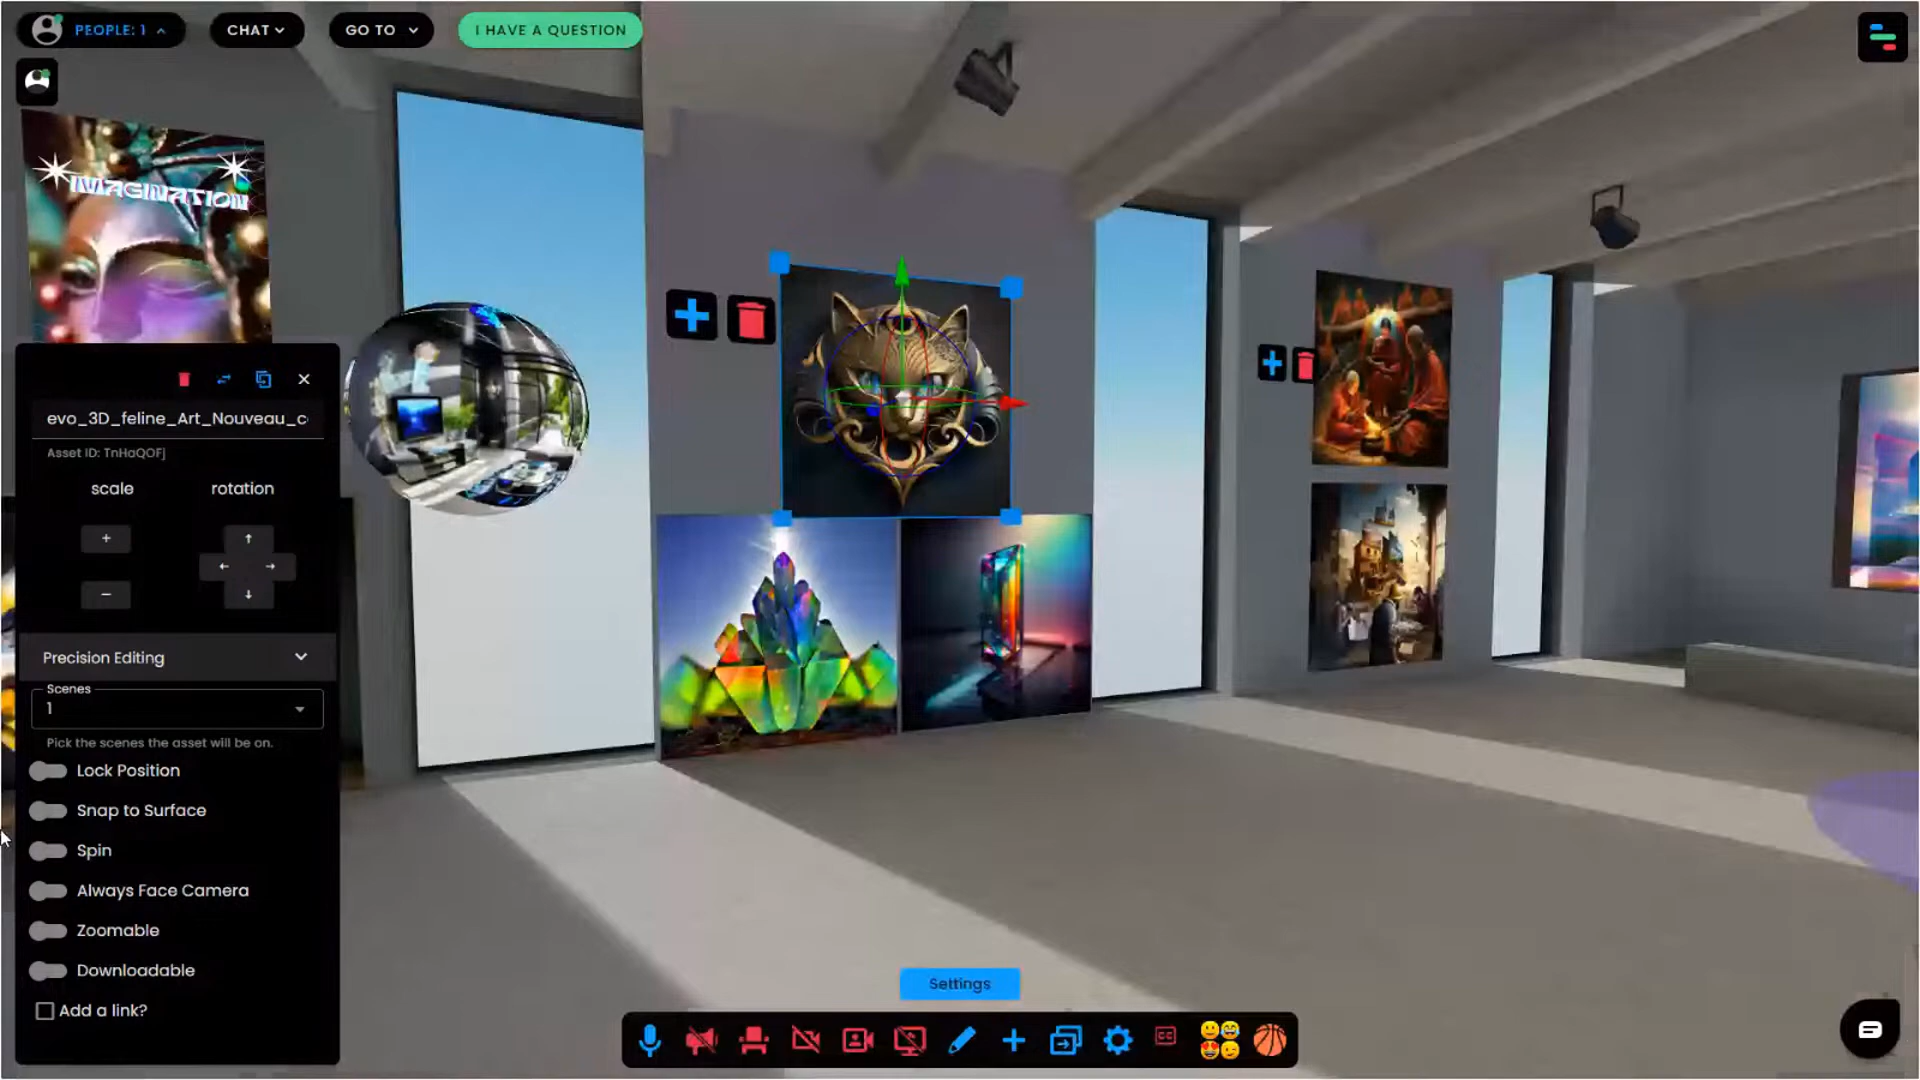 PEOPLE: 1
CHAT
GO TO
I HAVE A QUESTION
IMAGINATION
evo_3D_feline_Art_Nouveau_c
Asset ID: TnHaQOFj
scale
rotation
Precision Editing
Scenes
1
Pick the scenes the asset will be on.
Lock Position
Snap to Surface
Spin
Always Face Camera
Zoomable
Downloadable
Add a link?
Settings
CC